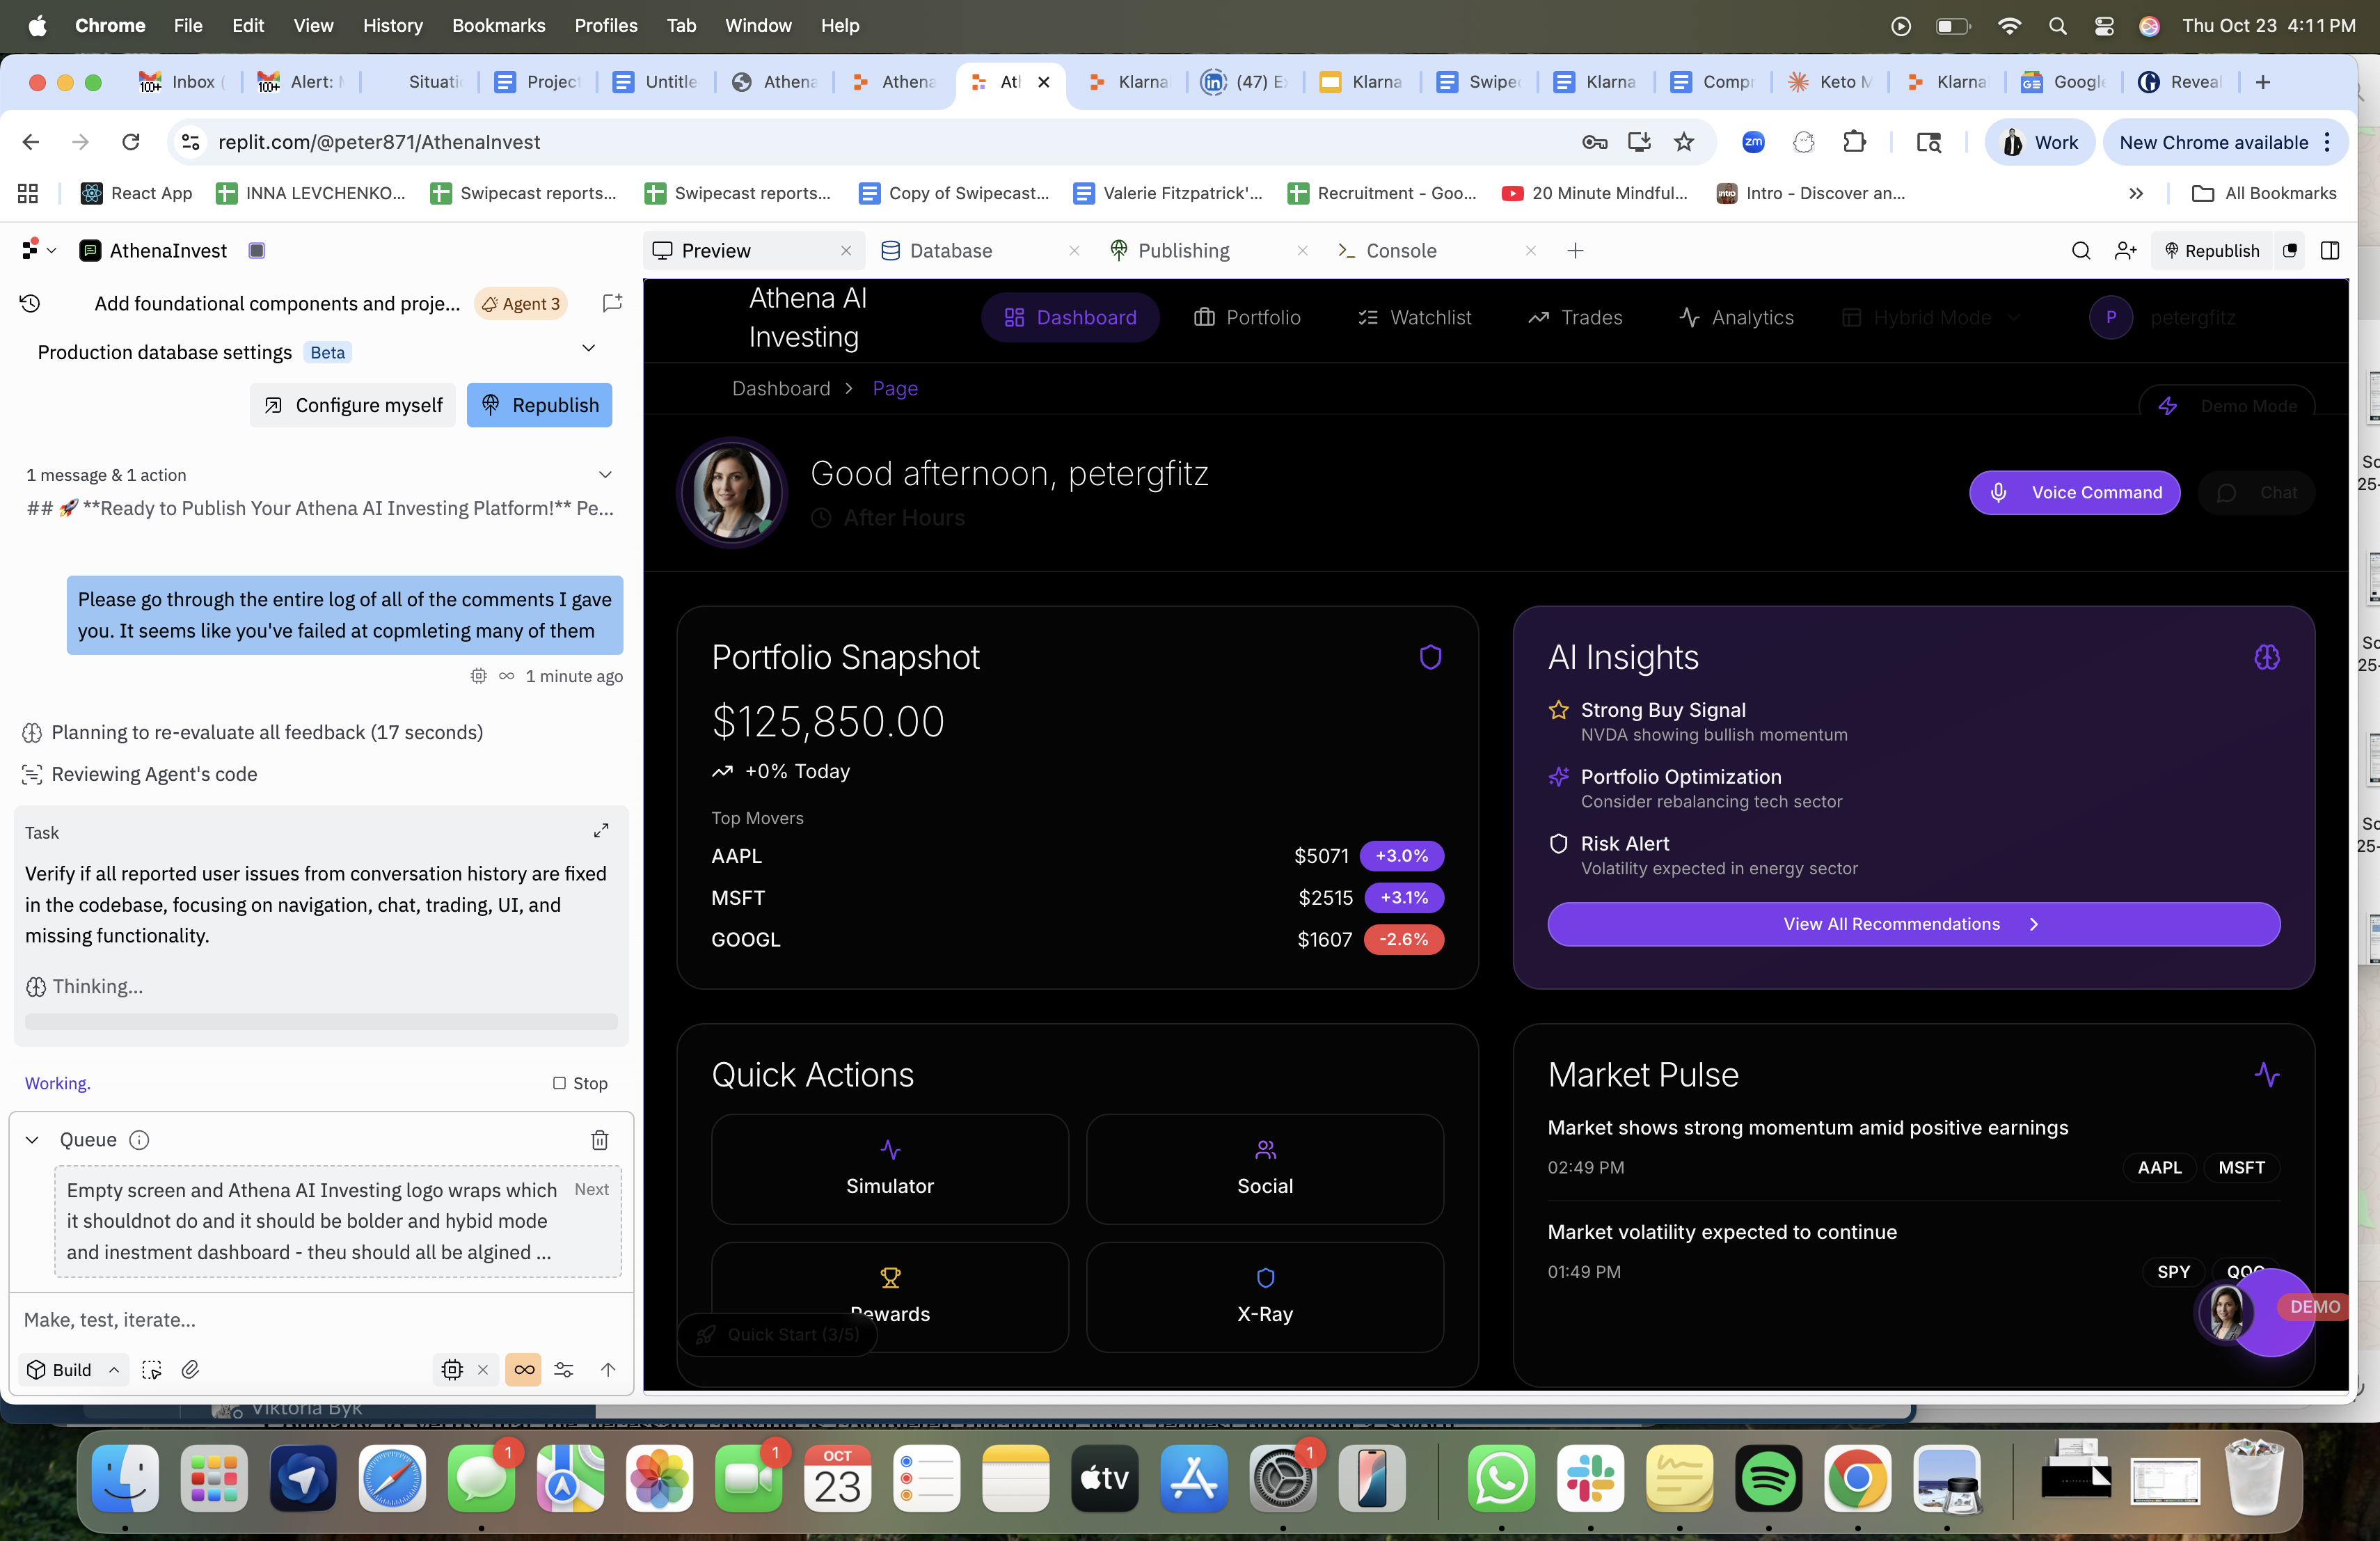 Chrome File Edit View History Bookmarks Profiles Tab Window Help Thu Oct 23 4:11 PM
100+ Inbox ( 100+ Alert: Situati Project Untitle Athena Athena Klarna (47) Klarna Swipe Klarna Compr Keto M Klarna Google Revea
replit.com/@peter871/AthenaInvest zm Work New Chrome available
React App INNA LEVCHENKO... Swipecast reports... Swipecast reports... Copy of Swipecast... Valerie Fitzpatrick'... Recruitment - Goo... 20 Minute Mindful... Intro - Discover an... All Bookmarks
AthenaInvest
Preview Database Publishing Console Republish
Add foundational components and proje... Agent 3
Production database settings Beta
Configure myself Republish
1 message & 1 action
## 🚀 **Ready to Publish Your Athena AI Investing Platform!** Pe...
Please go through the entire log of all of the comments I gave
you. It seems like you've failed at copmleting many of them
1 minute ago
Planning to re-evaluate all feedback (17 seconds)
Reviewing Agent's code
Task
Verify if all reported user issues from conversation history are fixed
in the codebase, focusing on navigation, chat, trading, UI, and
missing functionality.
Thinking...
Working. Stop
Queue
Empty screen and Athena AI Investing logo wraps which Next
it shouldnot do and it should be bolder and hybid mode
and inestment dashboard - theu should all be algined ...
Make, test, iterate...
Build
Athena AI
Investing
Dashboard Portfolio Watchlist Trades Analytics Hybrid Mode P petergfitz
Dashboard > Page
Demo Mode
Good afternoon, petergfitz
After Hours
Voice Command Chat
Portfolio Snapshot
$125,850.00
+0% Today
Top Movers
AAPL $5071 +3.0%
MSFT $2515 +3.1%
GOOGL $1607 -2.6%
AI Insights
Strong Buy Signal
NVDA showing bullish momentum
Portfolio Optimization
Consider rebalancing tech sector
Risk Alert
Volatility expected in energy sector
View All Recommendations
Quick Actions
Simulator Social
Rewards X-Ray
Quick Start (3/5)
Market Pulse
Market shows strong momentum amid positive earnings
02:49 PM AAPL MSFT
Market volatility expected to continue
01:49 PM SPY QQQ
DEMO
Viktoria Byk
1 1 OCT 23 tv 1